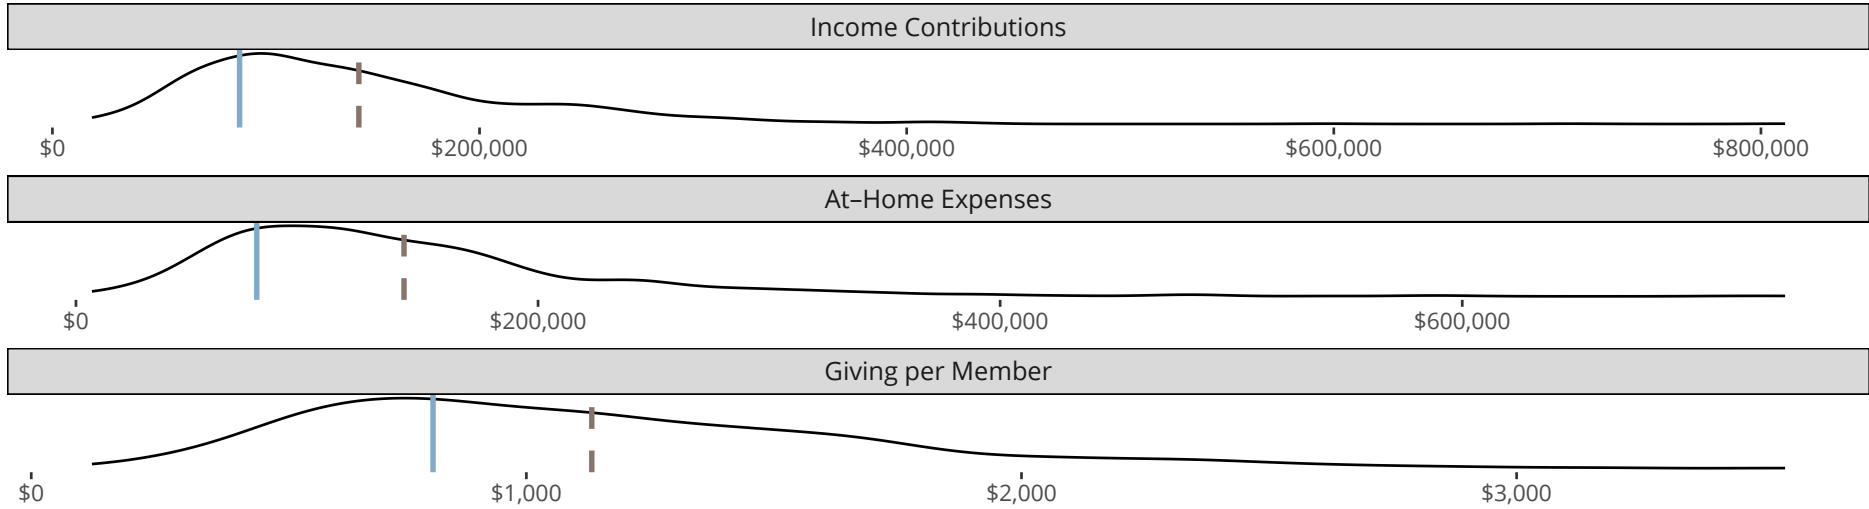 Income Contributions
$0 $200,000 $400,000 $600,000 $800,000
At–Home Expenses
$0 $200,000 $400,000 $600,000
Giving per Member
$0 $1,000 $2,000 $3,000